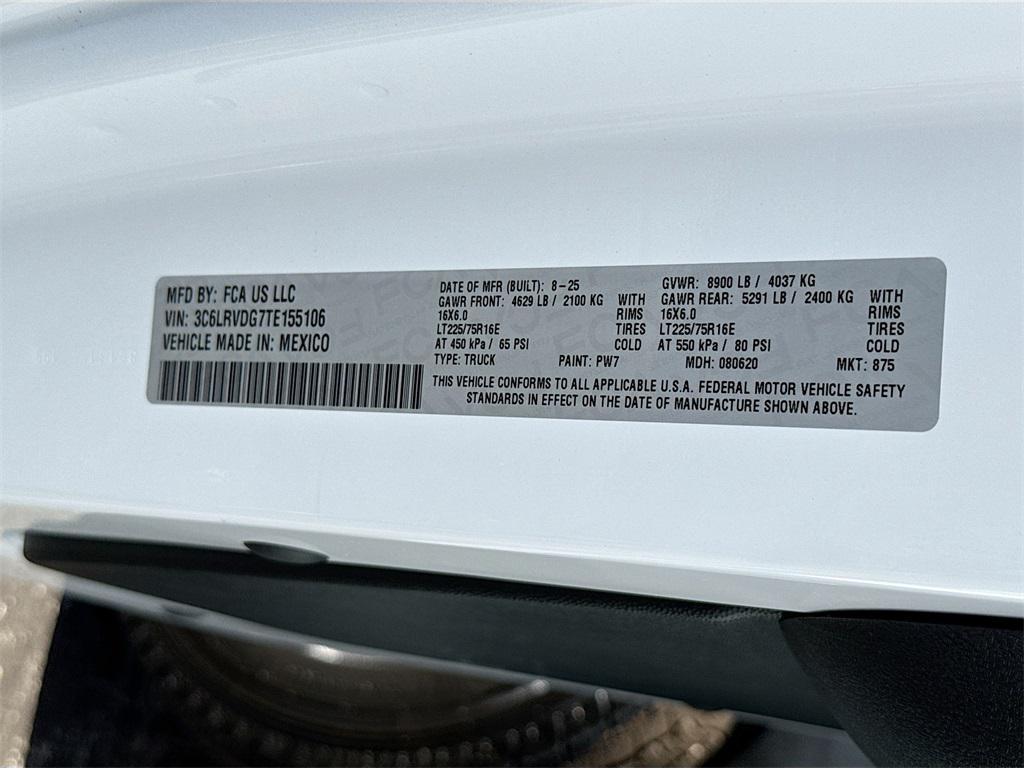 MFD BY: FCA US LLC
VIN: 3C6LRVDG7TE155106
VEHICLE MADE IN: MEXICO
DATE OF MFR (BUILT): 8-25 GVWR: 8900 LB / 4037 KG
GAWR FRONT: 4629 LB / 2100 KG WITH GAWR REAR: 5291 LB / 2400 KG WITH
16X6.0 RIMS 16X6.0 RIMS
LT225/75R16E TIRES LT225/75R16E TIRES
AT 450 kPa / 65 PSI COLD AT 550 kPa / 80 PSI COLD
TYPE: TRUCK PAINT: PW7 MDH: 080620 MKT: 875
THIS VEHICLE CONFORMS TO ALL APPLICABLE U.S.A. FEDERAL MOTOR VEHICLE SAFETY
STANDARDS IN EFFECT ON THE DATE OF MANUFACTURE SHOWN ABOVE.